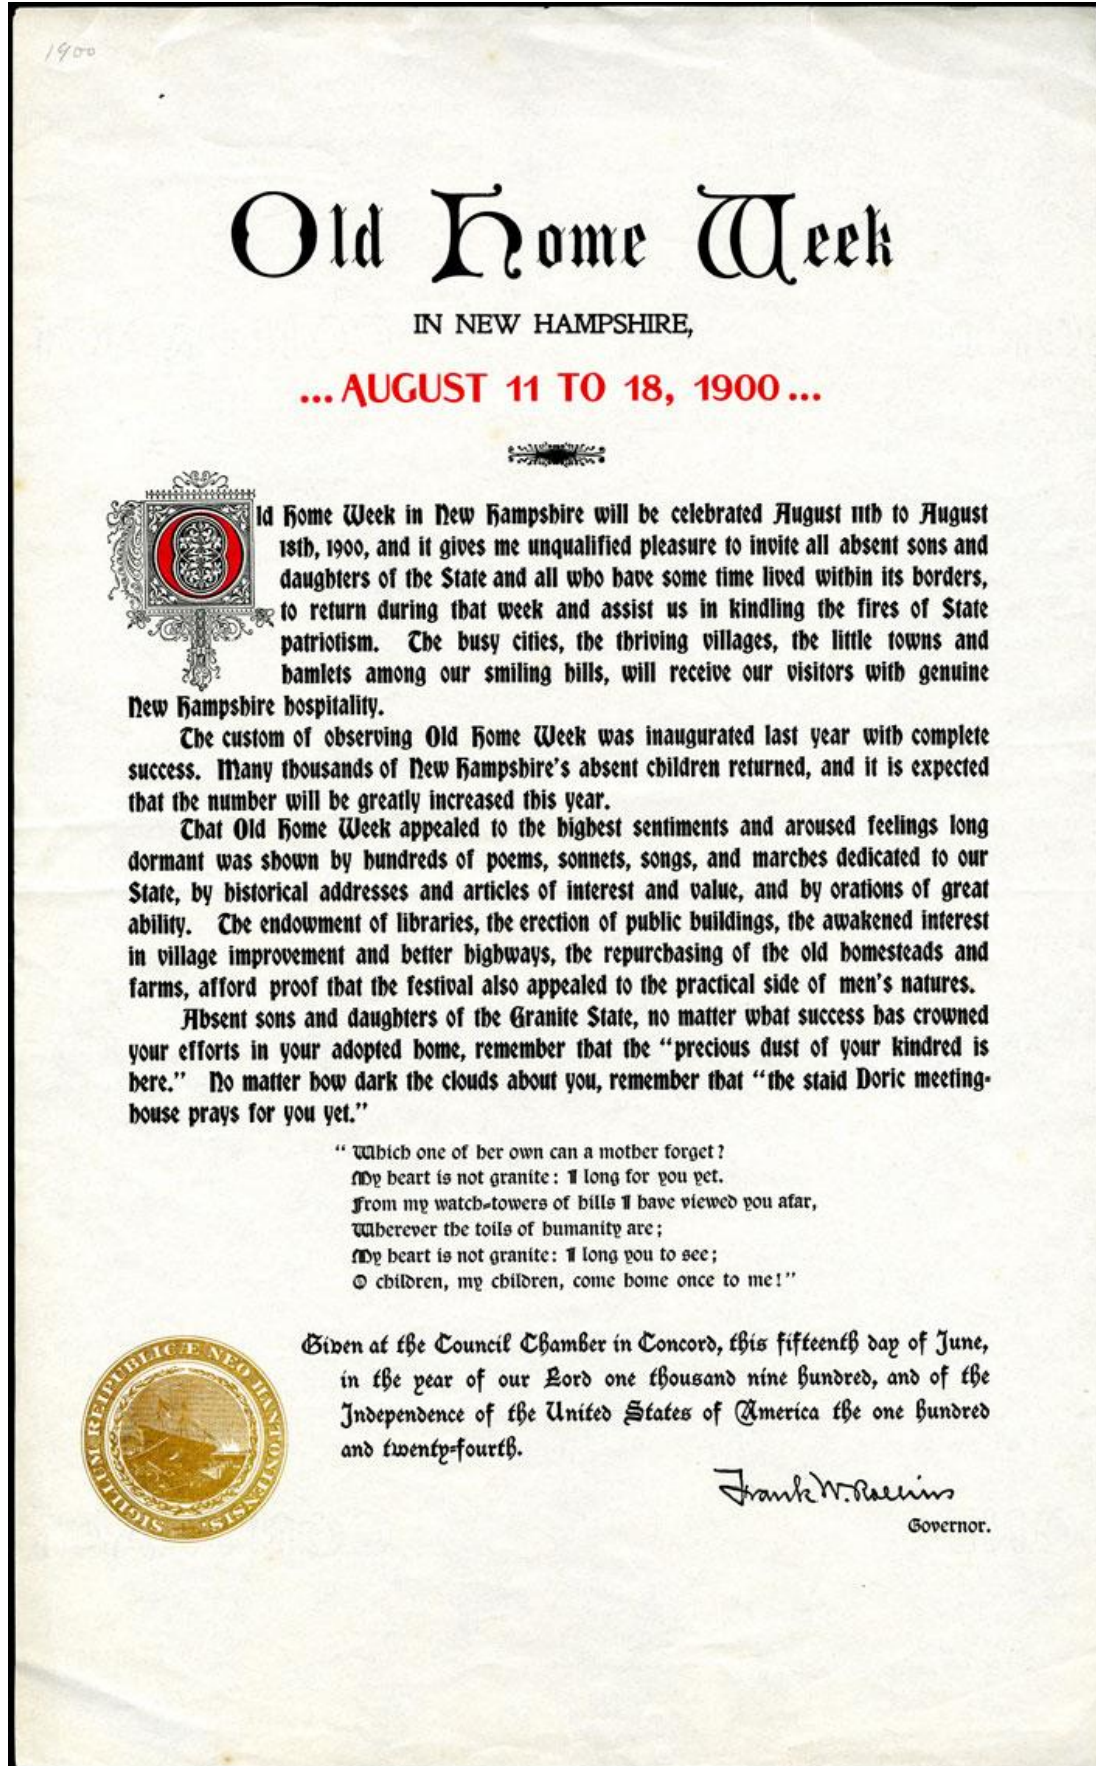 1900
Old Home Week
IN NEW HAMPSHIRE,
... AUGUST 11 TO 18, 1900 ...
Old Home Week in New Hampshire will be celebrated August 11th to August
18th, 1900, and it gives me unqualified pleasure to invite all absent sons and
daughters of the State and all who have some time lived within its borders,
to return during that week and assist us in kindling the fires of State
patriotism. The busy cities, the thriving villages, the little towns and
hamlets among our smiling hills, will receive our visitors with genuine
New Hampshire hospitality.
The custom of observing Old Home Week was inaugurated last year with complete
success. Many thousands of New Hampshire's absent children returned, and it is expected
that the number will be greatly increased this year.
That Old Home Week appealed to the highest sentiments and aroused feelings long
dormant was shown by hundreds of poems, sonnets, songs, and marches dedicated to our
State, by historical addresses and articles of interest and value, and by orations of great
ability. The endowment of libraries, the erection of public buildings, the awakened interest
in village improvement and better highways, the repurchasing of the old homesteads and
farms, afford proof that the festival also appealed to the practical side of men's natures.
Absent sons and daughters of the Granite State, no matter what success has crowned
your efforts in your adopted home, remember that the "precious dust of your kindred is
here." No matter how dark the clouds about you, remember that "the staid Doric meeting-
house prays for you yet."
"Which one of her own can a mother forget?
My heart is not granite: I long for you yet.
From my watch-towers of hills I have viewed you afar,
Wherever the toils of humanity are;
My heart is not granite: I long you to see;
O children, my children, come home once to me!"
Given at the Council Chamber in Concord, this fifteenth day of June,
in the year of our Lord one thousand nine hundred, and of the
Independence of the United States of America the one hundred
and twenty-fourth.
Frank W. Rollins
Governor.
SIGILLUM REIPUBLICÆ NEO HANTONIENSIS